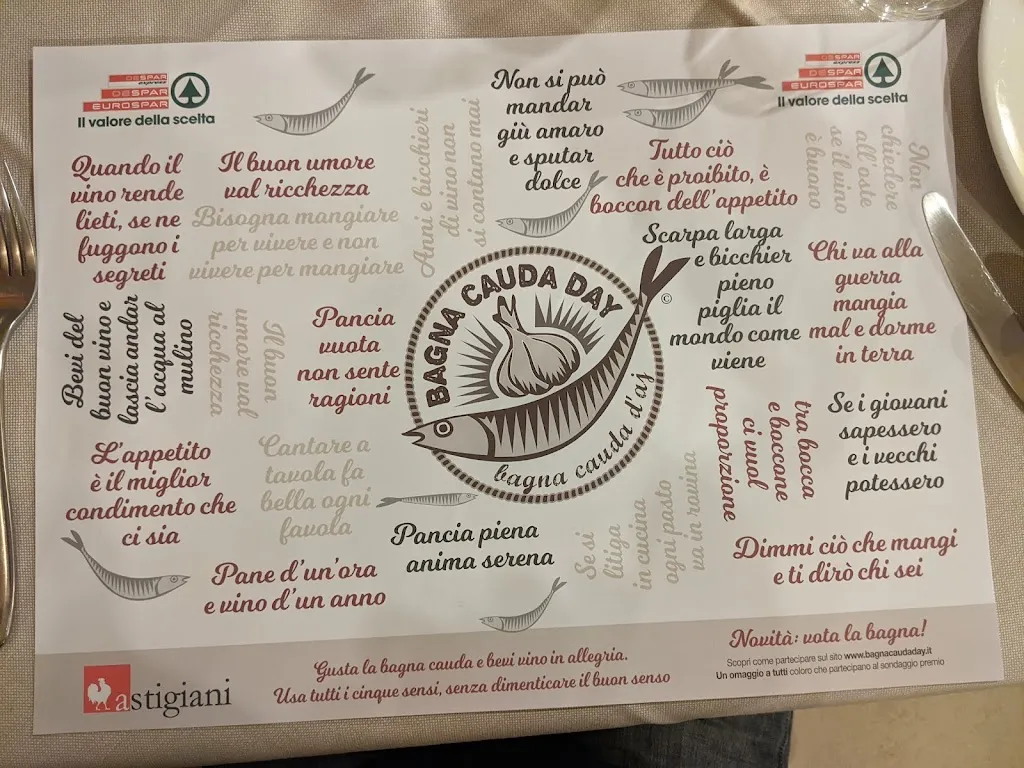 DESPAR express
DESPAR
EUROSPAR
Il valore della scelta
Non si può
mandar
giù amaro
e sputar
dolce
DESPAR express
DESPAR
EUROSPAR
Il valore della scelta
Quando il
vino rende
lieti, se ne
fuggono i
segreti
Il buon umore
val ricchezza
Bisogna mangiare
per vivere e non
vivere per mangiare
Anni e bicchieri
di vino non
si contano mai
Tutto ciò
che è proibito, è
boccon dell'appetito
Non
chiedere
all'oste
se il vino
è buono
Scarpa larga
e bicchier
pieno
piglia il
mondo come
viene
Chi va alla
guerra
mangia
mal e dorme
in terra
Bevi del
buon vino e
lascia andar
l'acqua al
mulino
Il buon
umore val
ricchezza
Pancia
vuota
non sente
ragioni
BAGNA CAUDA DAY
©
bagna cauda d'aj
tra bocca
e boccone
ci vuol
proporzione
Se i giovani
sapessero
e i vecchi
potessero
L'appetito
è il miglior
condimento che
ci sia
Cantare a
tavola fa
bella ogni
favola
Pancia piena
anima serena
Se si
litiga
in cucina
ogni pasto
va in rovina
Dimmi ciò che mangi
e ti dirò chi sei
Pane d'un'ora
e vino d'un anno
astigiani
Gusta la bagna cauda e bevi vino in allegria.
Usa tutti i cinque sensi, senza dimenticare il buon senso
Novità: vota la bagna!
Scopri come partecipare sul sito www.bagnacaudaday.it
Un omaggio a tutti coloro che partecipano al sondaggio premio